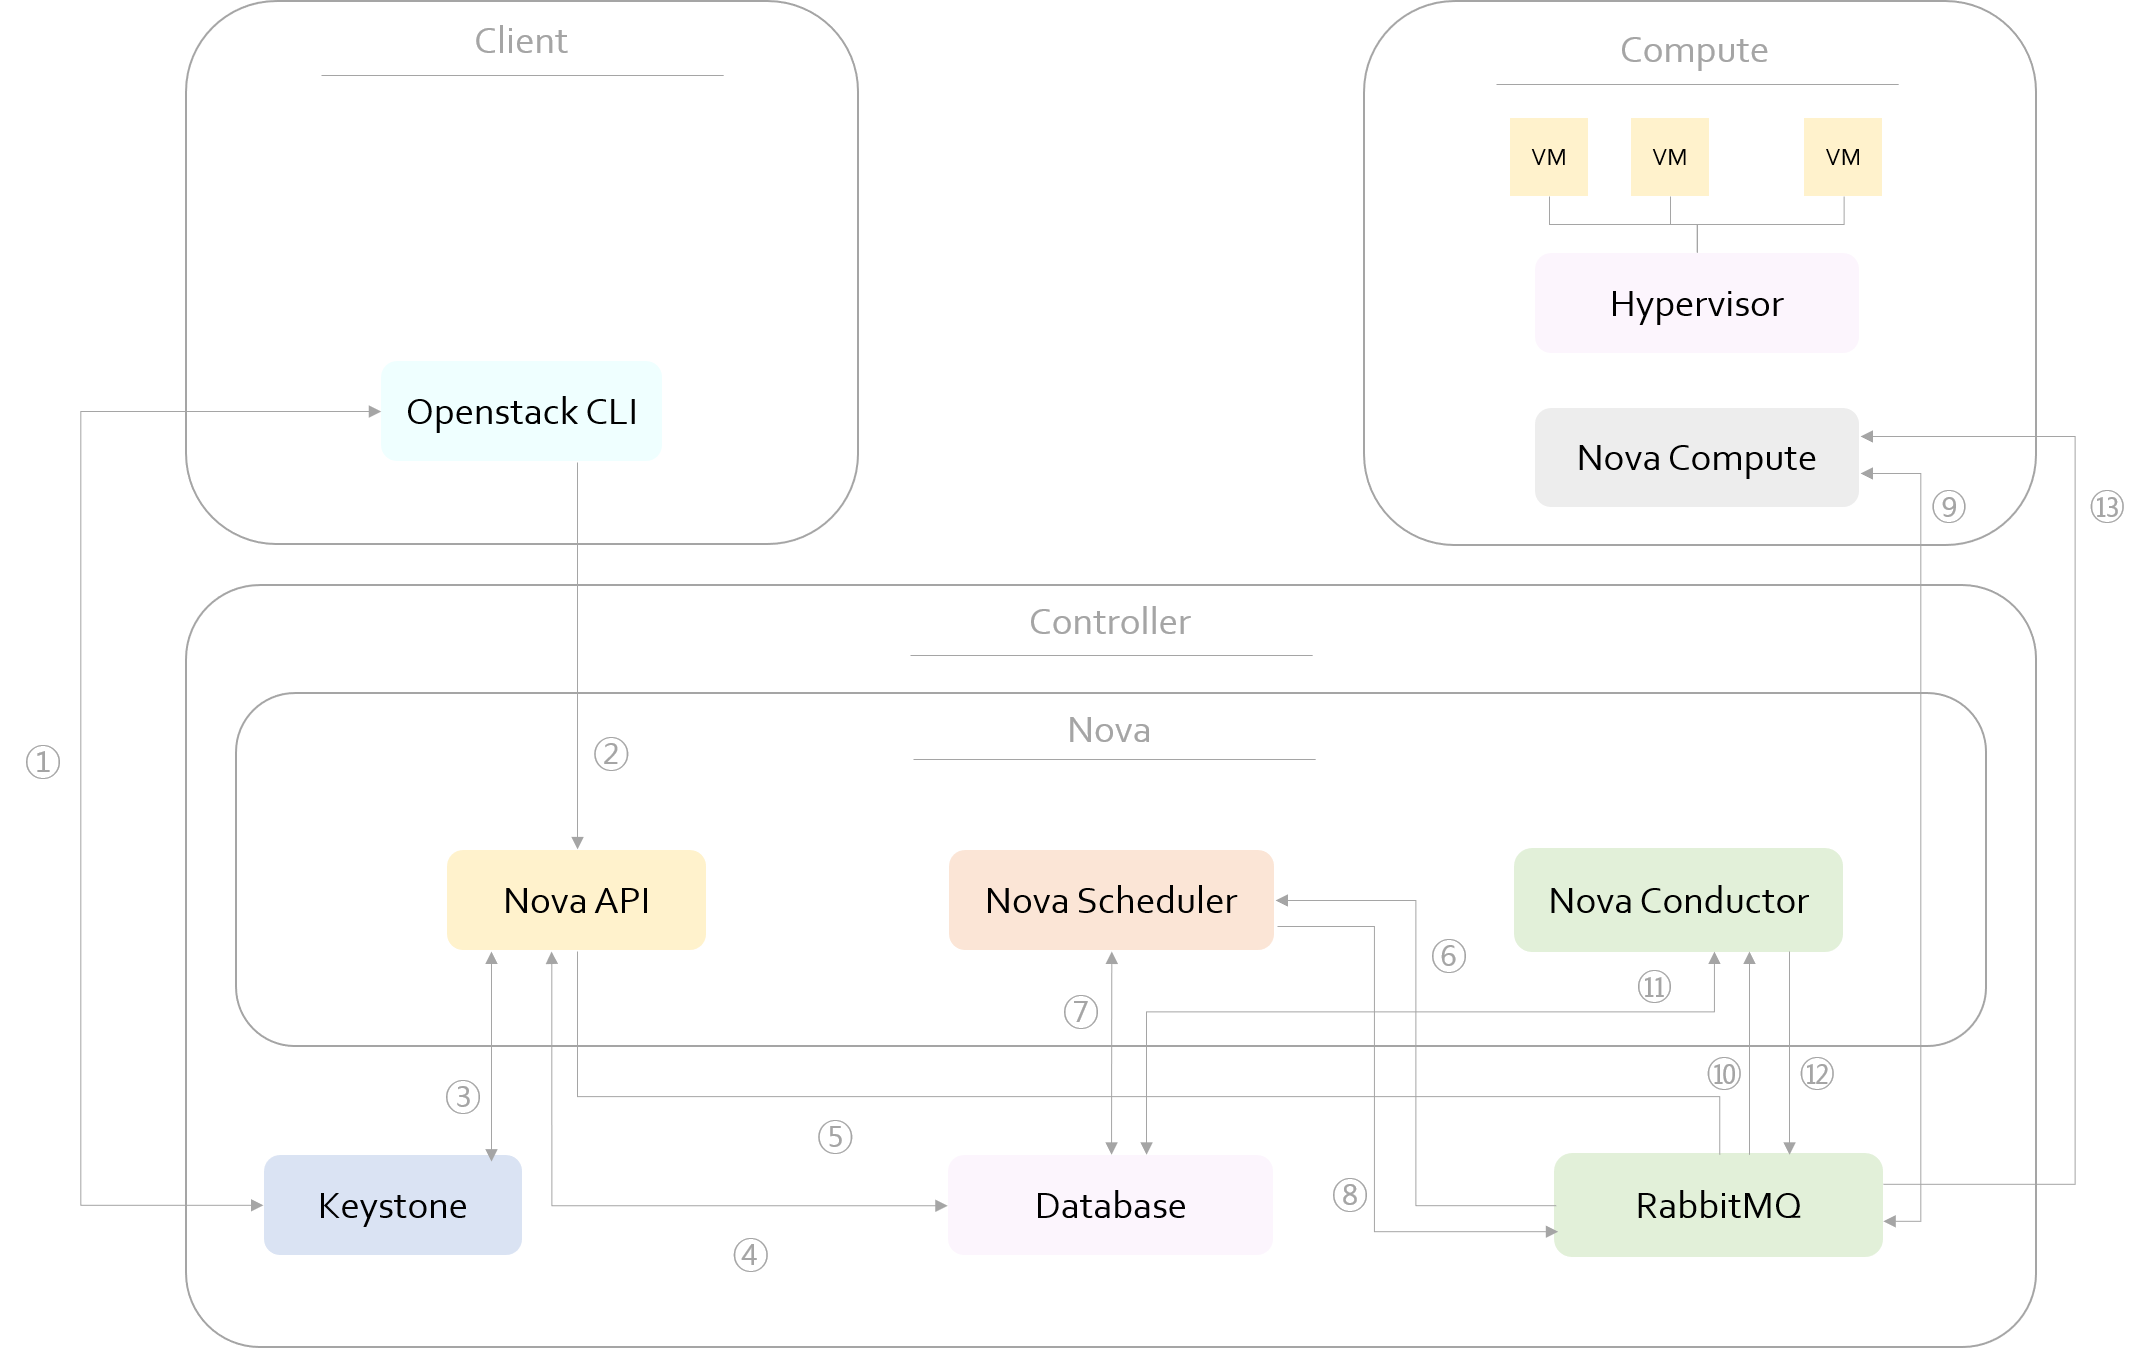 Client
Compute
VM VM VM
Hypervisor
Openstack CLI
Nova Compute
⑨
⑬
Controller
Nova
①
②
Nova API
Nova Scheduler
Nova Conductor
⑥
⑦
⑪
③
⑩
⑫
⑤
⑧
Keystone
Database
RabbitMQ
④